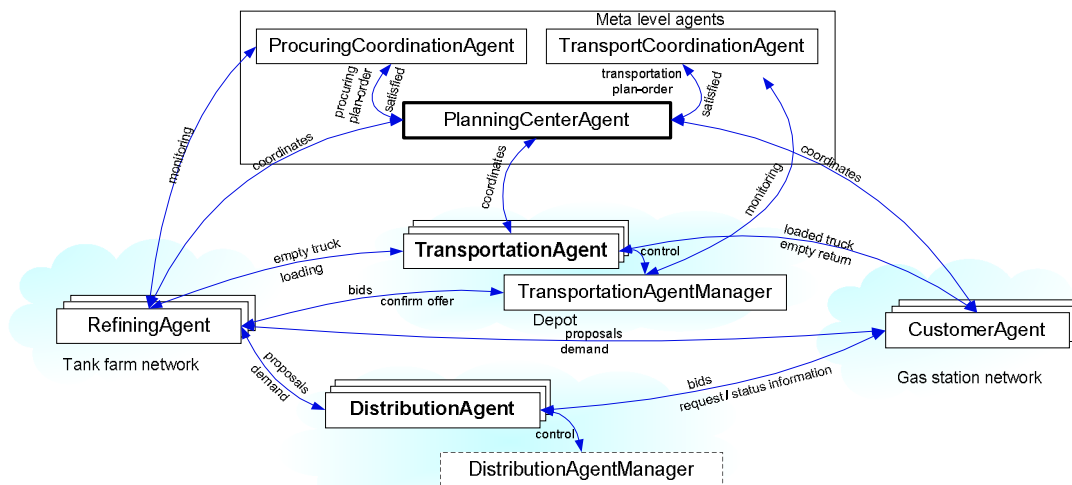 Meta level agents
ProcuringCoordinationAgent
TransportCoordinationAgent
procuring
plan-order
satisfied
transportation
plan-order
satisfied
PlanningCenterAgent
monitoring
coordinates
coordinates
monitoring
coordinates
empty truck
loading
TransportationAgent
control
loaded truck
empty return
TransportationAgentManager
bids
confirm offer
Depot
RefiningAgent
proposals
demand
CustomerAgent
Tank farm network
Gas station network
proposals
demand
bids
request / status information
DistributionAgent
control
DistributionAgentManager